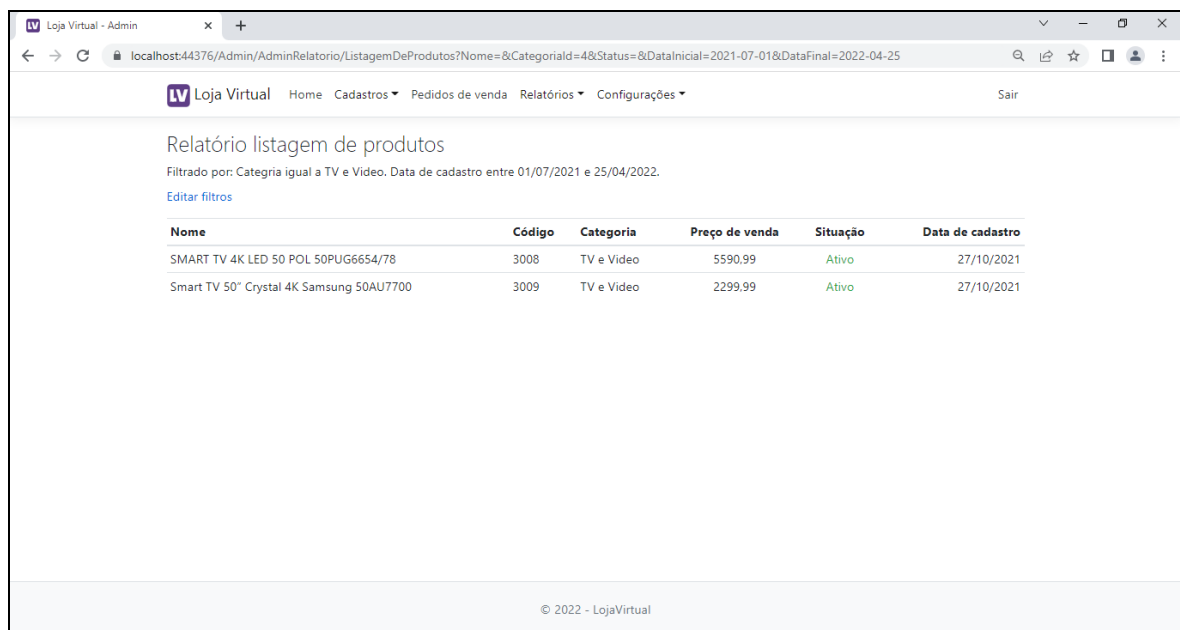 LV Loja Virtual - Admin
localhost:44376/Admin/AdminRelatorio/ListagemDeProdutos?Nome=&CategoriaId=4&Status=&DataInicial=2021-07-01&DataFinal=2022-04-25
LV Loja Virtual Home Cadastros Pedidos de venda Relatórios Configurações Sair
Relatório listagem de produtos
Filtrado por: Categria igual a TV e Video. Data de cadastro entre 01/07/2021 e 25/04/2022.
Editar filtros
Nome Código Categoria Preço de venda Situação Data de cadastro
SMART TV 4K LED 50 POL 50PUG6654/78 3008 TV e Video 5590,99 Ativo 27/10/2021
Smart TV 50" Crystal 4K Samsung 50AU7700 3009 TV e Video 2299,99 Ativo 27/10/2021
© 2022 - LojaVirtual